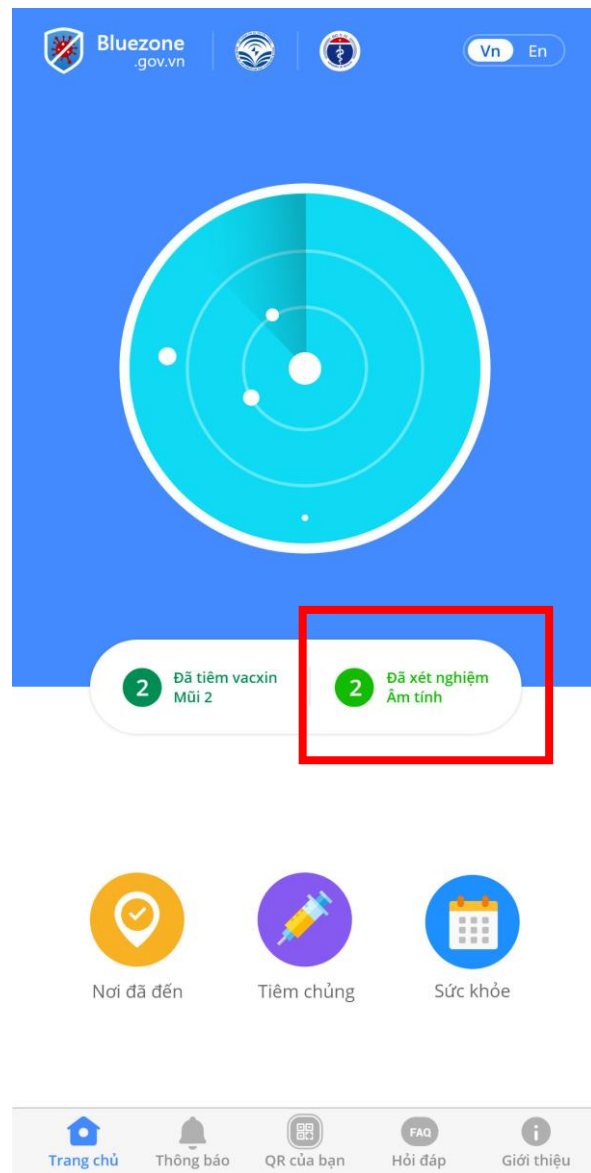 Bluezone
.gov.vn
Vn En
2 Đã tiêm vacxin
Mũi 2
2 Đã xét nghiệm
Âm tính
Nơi đã đến
Tiêm chủng
Sức khỏe
FAQ
Trang chủ
Thông báo
QR của bạn
Hỏi đáp
Giới thiệu